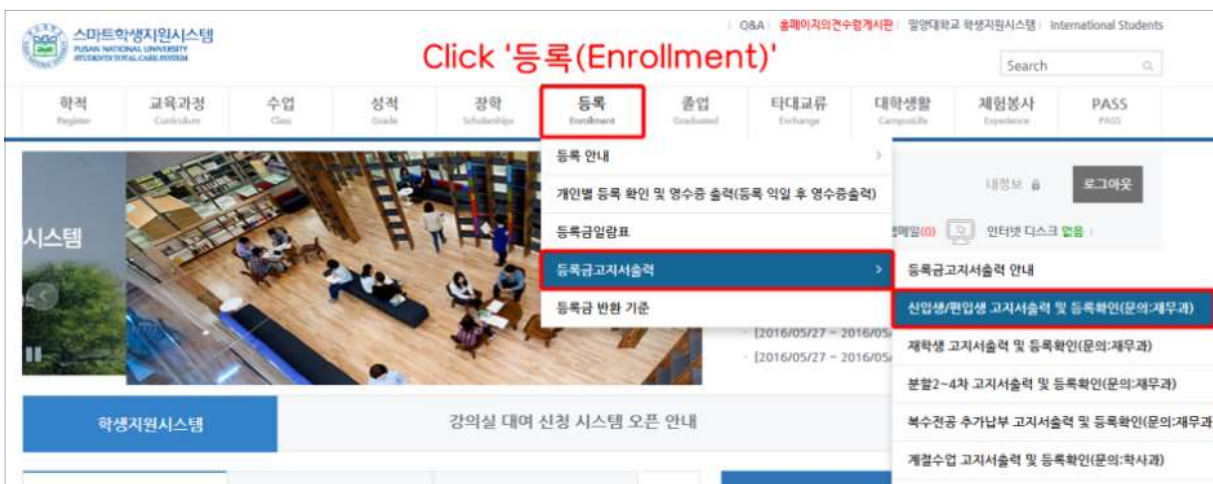 Q&A 홈페이지의견수렴게시판 밀양대학교 학생지원시스템 International Students
스마트학생지원시스템
PUSAN NATIONAL UNIVERSITY
STUDENTS TOTAL CARE SYSTEM
Click '등록(Enrollment)'
Search
학적 교육과정 수업 성적 장학 등록 졸업 타대교류 대학생활 체험봉사 PASS
Register Curriculum Class Grade Scholarships Enrollment Graduated Exchange CampusLife Experience PASS
등록 안내
개인별 등록 확인 및 영수증 출력(등록 익일 후 영수증출력)
등록금일람표
등록금고지서출력
등록금 반환 기준
내정보 로그아웃
메일(0) 인터넷 디스크 없음
시스템
등록금고지서출력 안내
신입생/편입생 고지서출력 및 등록확인(문의:재무과)
재학생 고지서출력 및 등록확인(문의:재무과)
분할2~4차 고지서출력 및 등록확인(문의:재무과)
복수전공 추가납부 고지서출력 및 등록확인(문의:재무과
계절수업 고지서출력 및 등록확인(문의:학사과)
[2016/05/27 ~ 2016/05/
[2016/05/27 ~ 2016/05/
학생지원시스템
강의실 대여 신청 시스템 오픈 안내